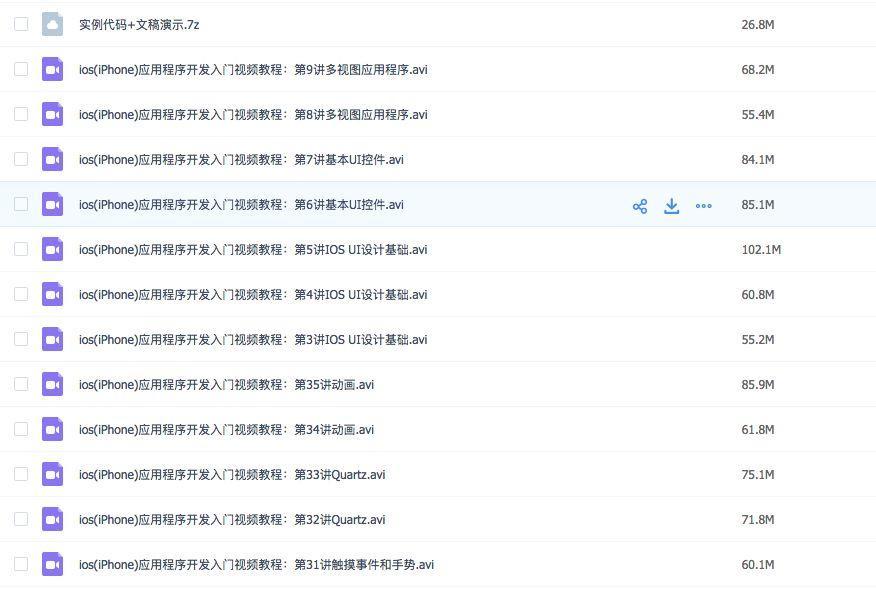 实例代码+文稿演示.7z 26.8M
ios(iPhone)应用程序开发入门视频教程：第9讲多视图应用程序.avi 68.2M
ios(iPhone)应用程序开发入门视频教程：第8讲多视图应用程序.avi 55.4M
ios(iPhone)应用程序开发入门视频教程：第7讲基本UI控件.avi 84.1M
ios(iPhone)应用程序开发入门视频教程：第6讲基本UI控件.avi 85.1M
ios(iPhone)应用程序开发入门视频教程：第5讲IOS UI设计基础.avi 102.1M
ios(iPhone)应用程序开发入门视频教程：第4讲IOS UI设计基础.avi 60.8M
ios(iPhone)应用程序开发入门视频教程：第3讲IOS UI设计基础.avi 55.2M
ios(iPhone)应用程序开发入门视频教程：第35讲动画.avi 85.9M
ios(iPhone)应用程序开发入门视频教程：第34讲动画.avi 61.8M
ios(iPhone)应用程序开发入门视频教程：第33讲Quartz.avi 75.1M
ios(iPhone)应用程序开发入门视频教程：第32讲Quartz.avi 71.8M
ios(iPhone)应用程序开发入门视频教程：第31讲触摸事件和手势.avi 60.1M